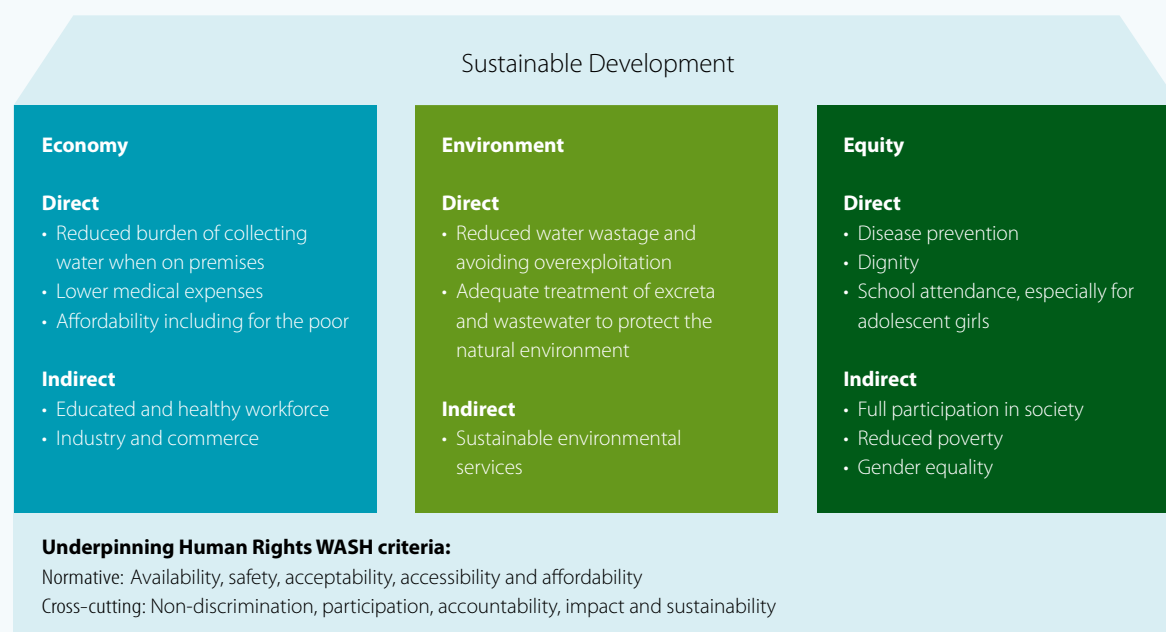 Sustainable Development
Economy
Direct
• Reduced burden of collecting
water when on premises
• Lower medical expenses
• Affordability including for the poor
Indirect
• Educated and healthy workforce
• Industry and commerce
Environment
Direct
• Reduced water wastage and
avoiding overexploitation
• Adequate treatment of excreta
and wastewater to protect the
natural environment
Indirect
• Sustainable environmental
services
Equity
Direct
• Disease prevention
• Dignity
• School attendance, especially for
adolescent girls
Indirect
• Full participation in society
• Reduced poverty
• Gender equality
Underpinning Human Rights WASH criteria:
Normative: Availability, safety, acceptability, accessibility and affordability
Cross-cutting: Non-discrimination, participation, accountability, impact and sustainability